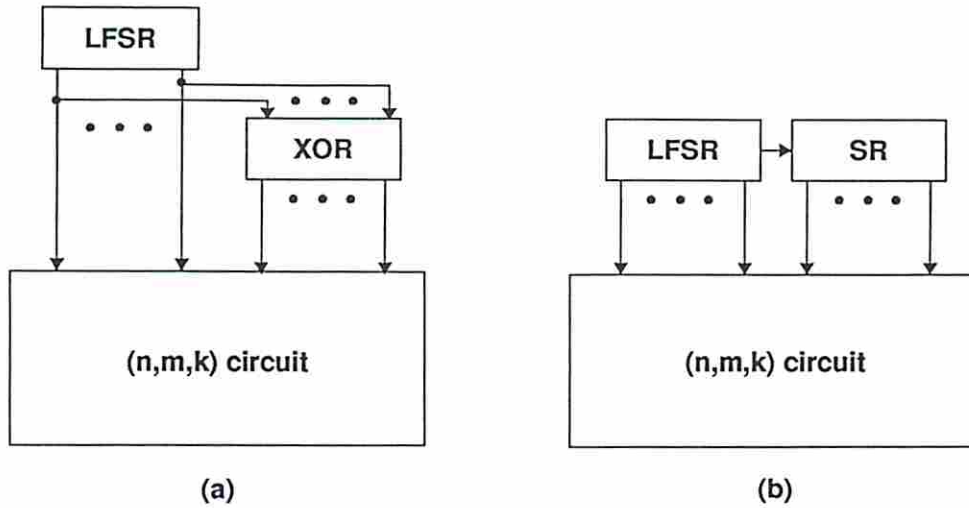 LFSR
XOR
(n,m,k) circuit
(a)
LFSR
SR
(n,m,k) circuit
(b)